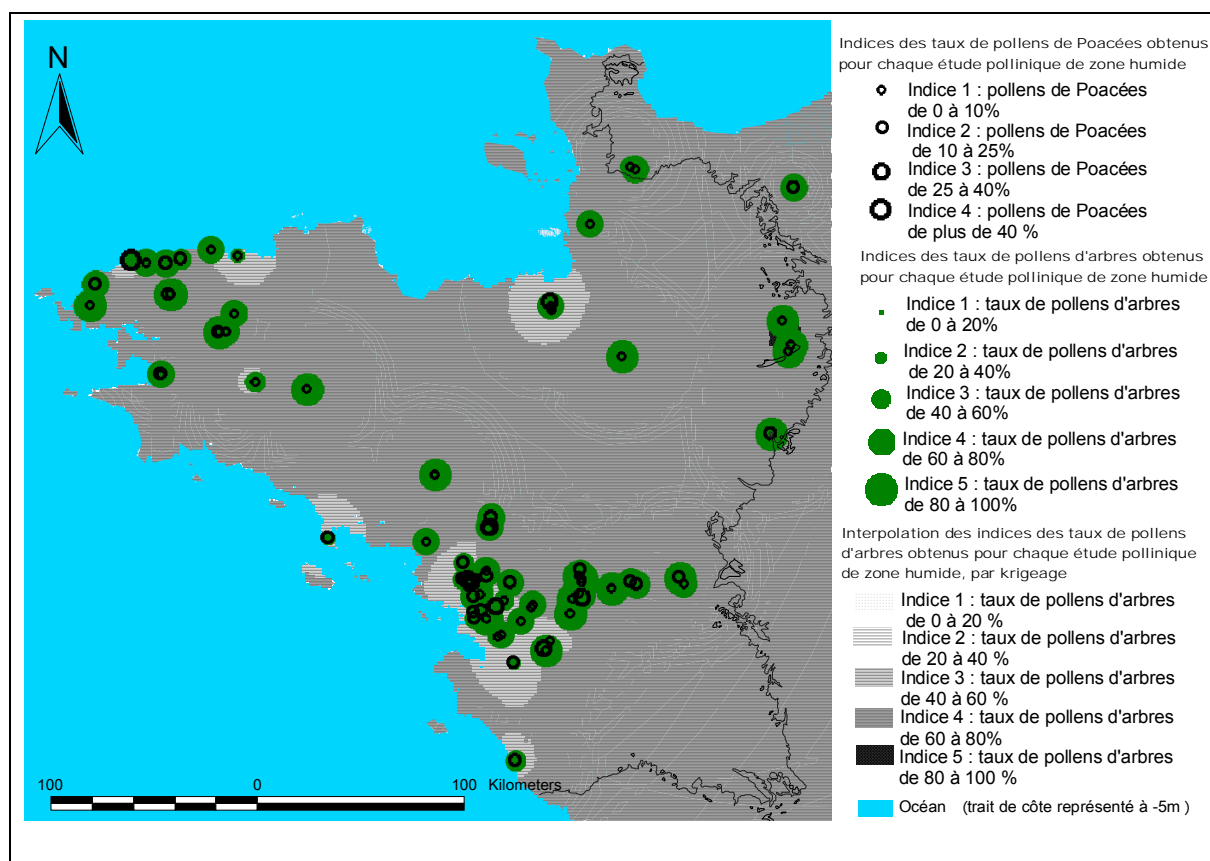 N
100
0
100
Kilometers
Indices des taux de pollens de Poacées obtenus
pour chaque étude pollinique de zone humide
Indice 1 : pollens de Poacées
de 0 à 10%
Indice 2 : pollens de Poacées
de 10 à 25%
Indice 3 : pollens de Poacées
de 25 à 40%
Indice 4 : pollens de Poacées
de plus de 40 %
Indices des taux de pollens d'arbres obtenus
pour chaque étude pollinique de zone humide
Indice 1 : taux de pollens d'arbres
de 0 à 20%
Indice 2 : taux de pollens d'arbres
de 20 à 40%
Indice 3 : taux de pollens d'arbres
de 40 à 60%
Indice 4 : taux de pollens d'arbres
de 60 à 80%
Indice 5 : taux de pollens d'arbres
de 80 à 100%
Interpolation des indices des taux de pollens
d'arbres obtenus pour chaque étude pollinique
de zone humide, par krigeage
Indice 1 : taux de pollens d'arbres
de 0 à 20 %
Indice 2 : taux de pollens d'arbres
de 20 à 40 %
Indice 3 : taux de pollens d'arbres
de 40 à 60 %
Indice 4 : taux de pollens d'arbres
de 60 à 80%
Indice 5 : taux de pollens d'arbres
de 80 à 100 %
Océan (trait de côte représenté à -5m )